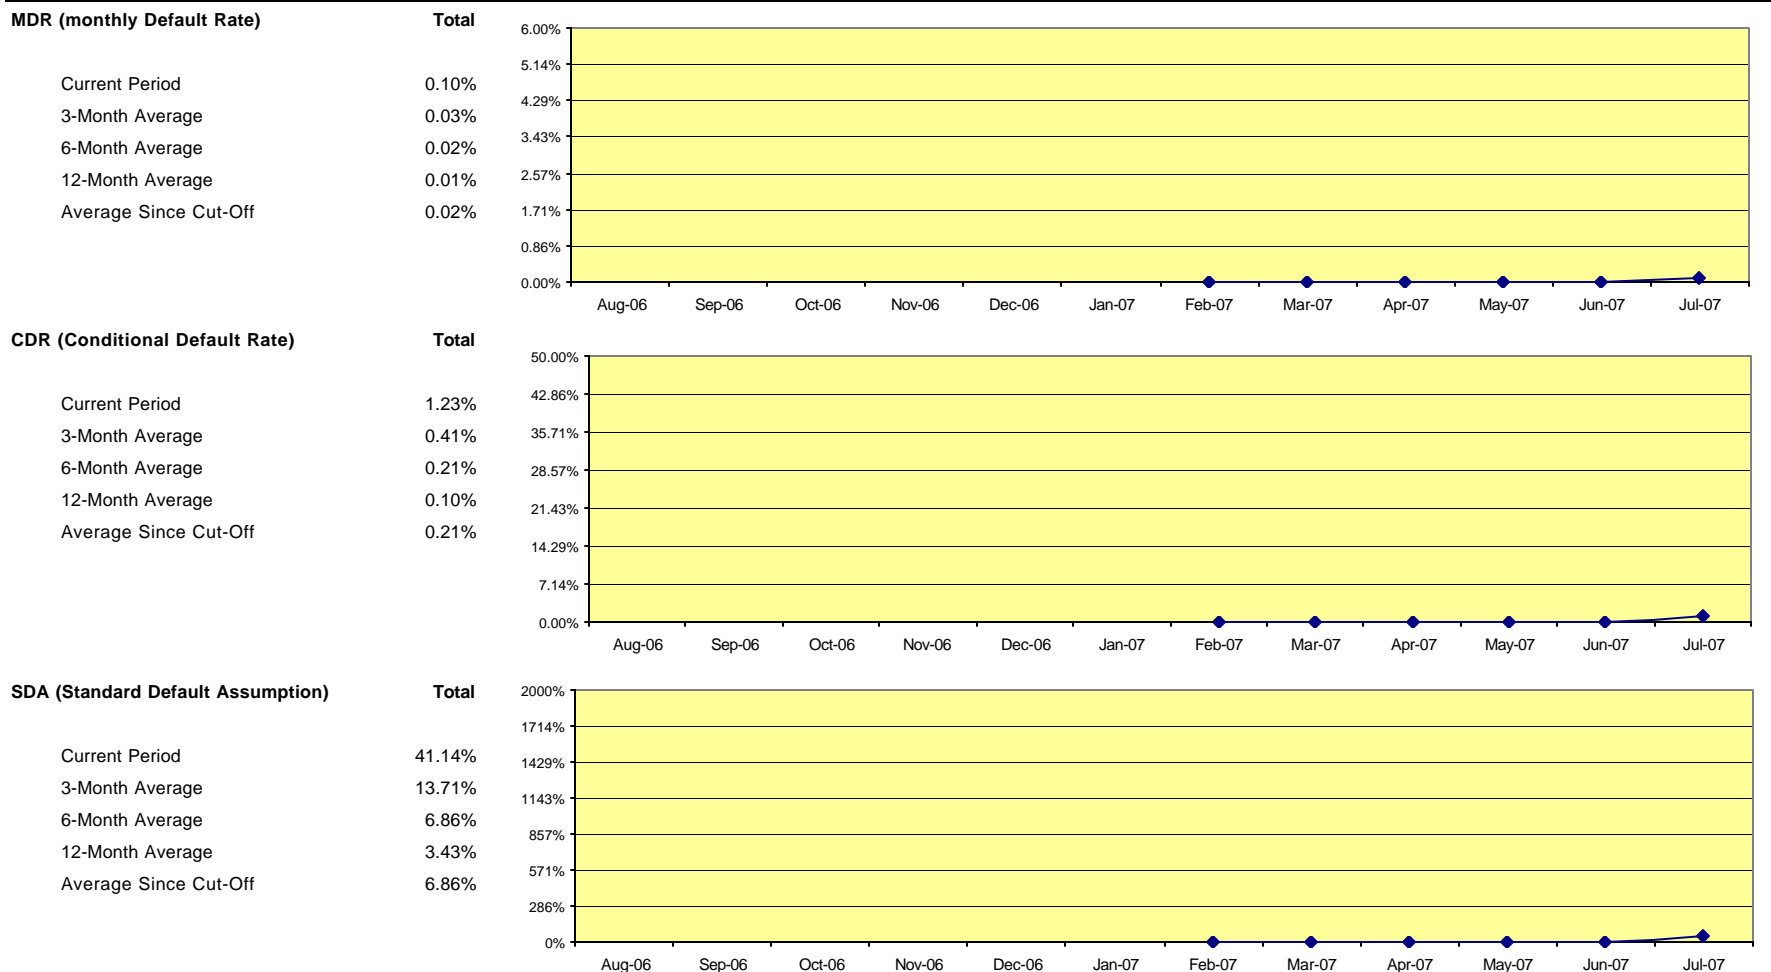 MDR (monthly Default Rate) Total
Current Period 0.10%
3-Month Average 0.03%
6-Month Average 0.02%
12-Month Average 0.01%
Average Since Cut-Off 0.02%
6.00%
5.14%
4.29%
3.43%
2.57%
1.71%
0.86%
0.00%
Aug-06 Sep-06 Oct-06 Nov-06 Dec-06 Jan-07 Feb-07 Mar-07 Apr-07 May-07 Jun-07 Jul-07
CDR (Conditional Default Rate) Total
Current Period 1.23%
3-Month Average 0.41%
6-Month Average 0.21%
12-Month Average 0.10%
Average Since Cut-Off 0.21%
50.00%
42.86%
35.71%
28.57%
21.43%
14.29%
7.14%
0.00%
Aug-06 Sep-06 Oct-06 Nov-06 Dec-06 Jan-07 Feb-07 Mar-07 Apr-07 May-07 Jun-07 Jul-07
SDA (Standard Default Assumption) Total
Current Period 41.14%
3-Month Average 13.71%
6-Month Average 6.86%
12-Month Average 3.43%
Average Since Cut-Off 6.86%
2000%
1714%
1429%
1143%
857%
571%
286%
0%
Aug-06 Sep-06 Oct-06 Nov-06 Dec-06 Jan-07 Feb-07 Mar-07 Apr-07 May-07 Jun-07 Jul-07